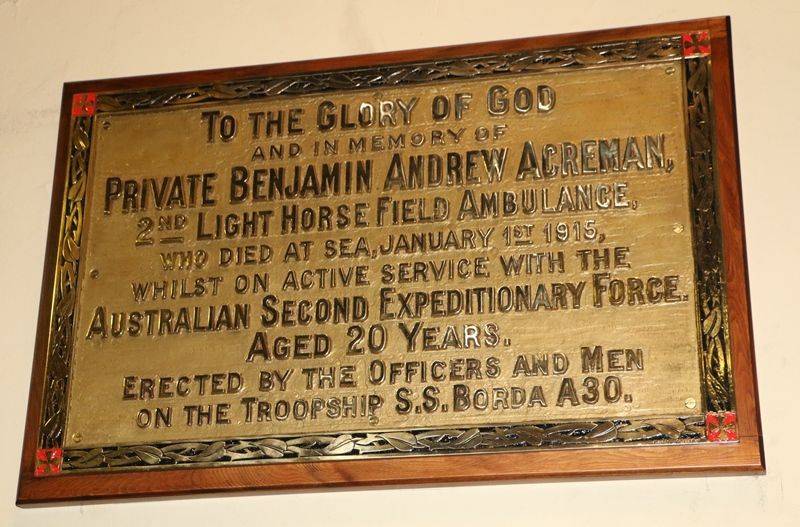 TO THE GLORY OF GOD
AND IN MEMORY OF
PRIVATE BENJAMIN ANDREW ACREMAN,
2ND LIGHT HORSE FIELD AMBULANCE,
WHO DIED AT SEA, JANUARY 1ST 1915,
WHILST ON ACTIVE SERVICE WITH THE
AUSTRALIAN SECOND EXPEDITIONARY FORCE.
AGED 20 YEARS.
ERECTED BY THE OFFICERS AND MEN
ON THE TROOPSHIP S.S. BORDA A30.